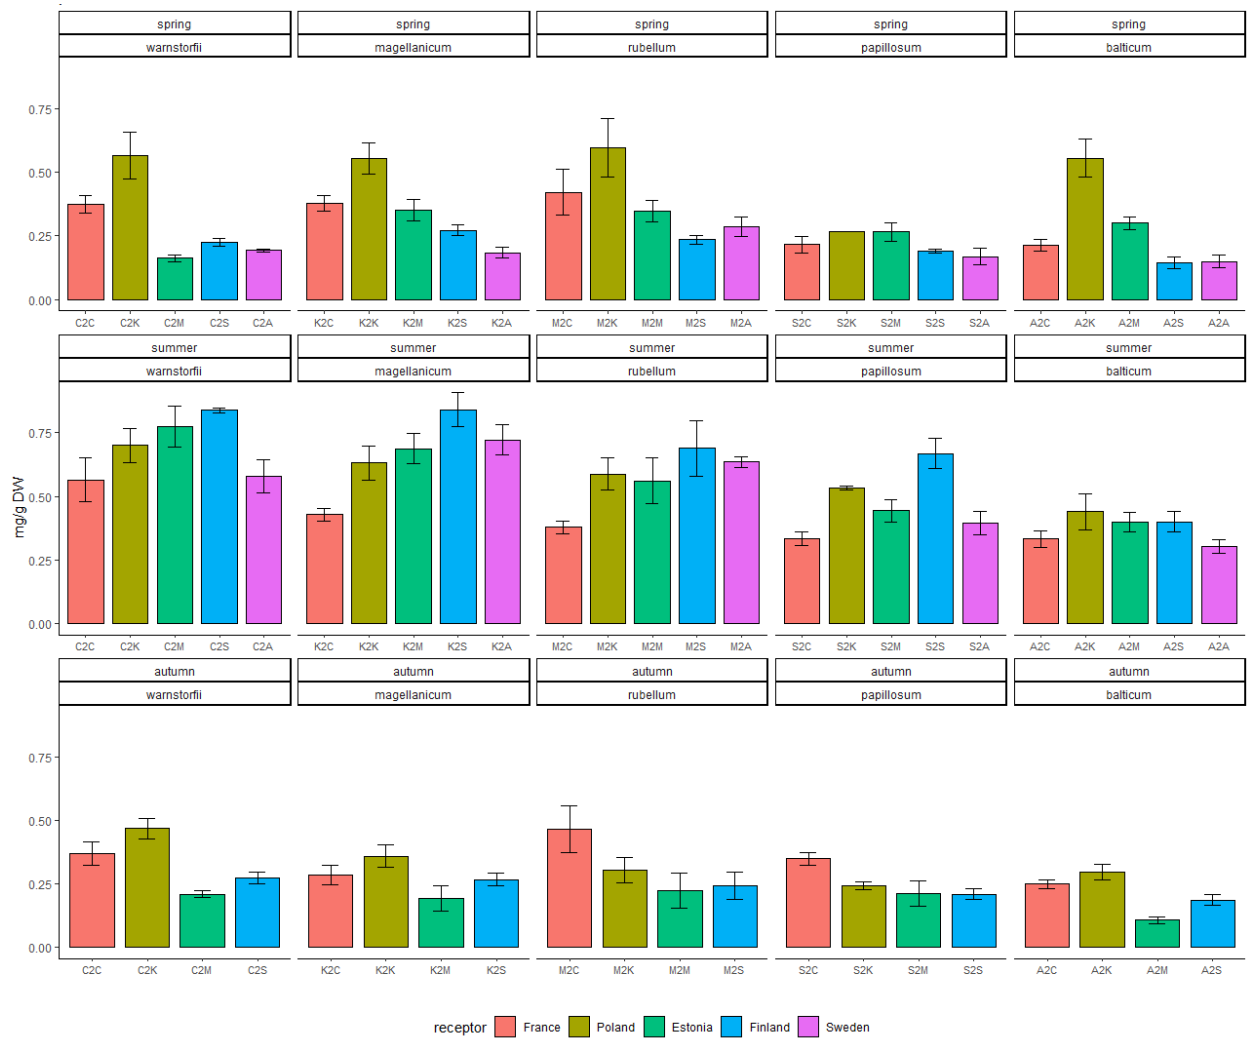 spring spring spring spring spring
warnstorfii magellanicum rubellum papillosum balticum
0.75
0.50
0.25
0.00
C2C C2K C2M C2S C2A K2C K2K K2M K2S K2A M2C M2K M2M M2S M2A S2C S2K S2M S2S S2A A2C A2K A2M A2S A2A
summer summer summer summer summer
warnstorfii magellanicum rubellum papillosum balticum
0.75
0.50
mg/g DW
0.25
0.00
C2C C2K C2M C2S C2A K2C K2K K2M K2S K2A M2C M2K M2M M2S M2A S2C S2K S2M S2S S2A A2C A2K A2M A2S A2A
autumn autumn autumn autumn autumn
warnstorfii magellanicum rubellum papillosum balticum
0.75
0.50
0.25
0.00
C2C C2K C2M C2S K2C K2K K2M K2S M2C M2K M2M M2S S2C S2K S2M S2S A2C A2K A2M A2S
receptor France Poland Estonia Finland Sweden